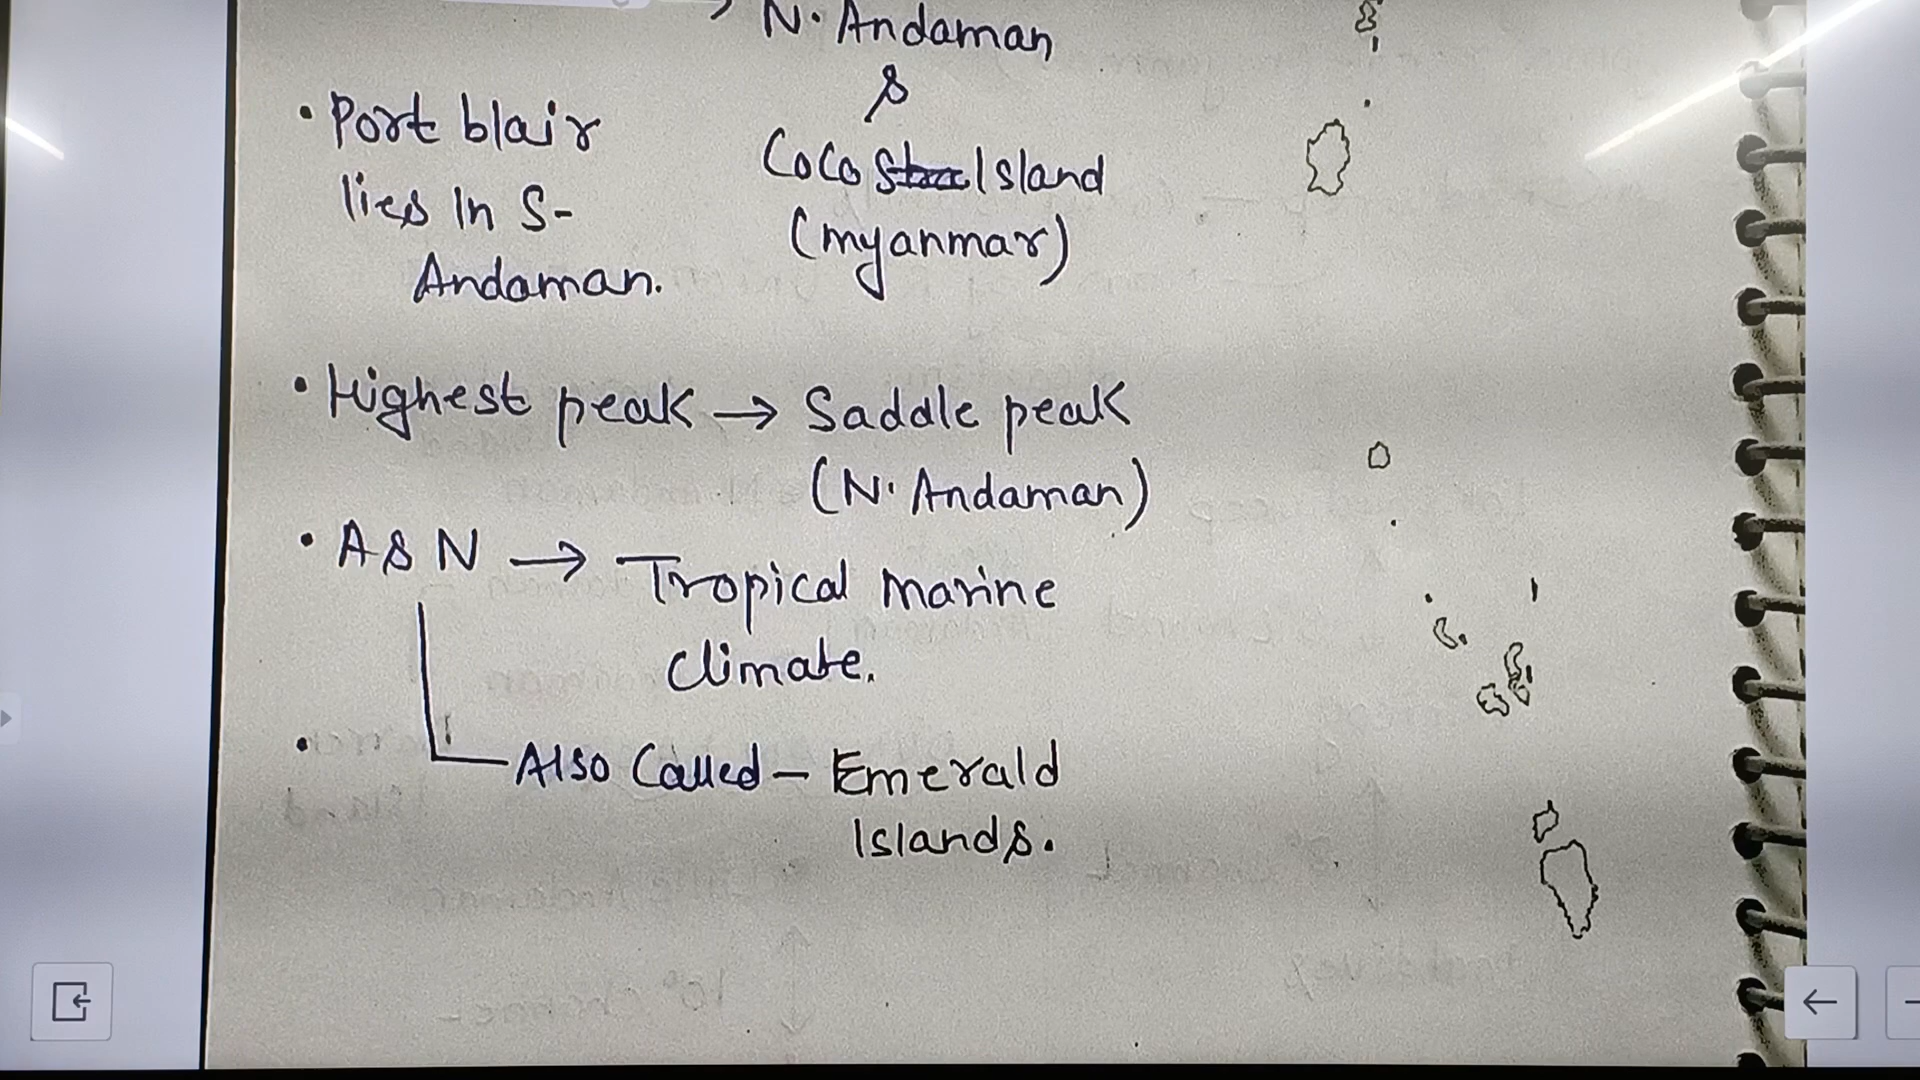 N. Andaman
&
Coco Island
(myanmar)
• Port blair
lies In S-
Andaman.
• Highest peak → Saddle peak
(N. Andaman)
• A & N → Tropical marine
Climate.
• Also Called - Emerald
Islands.